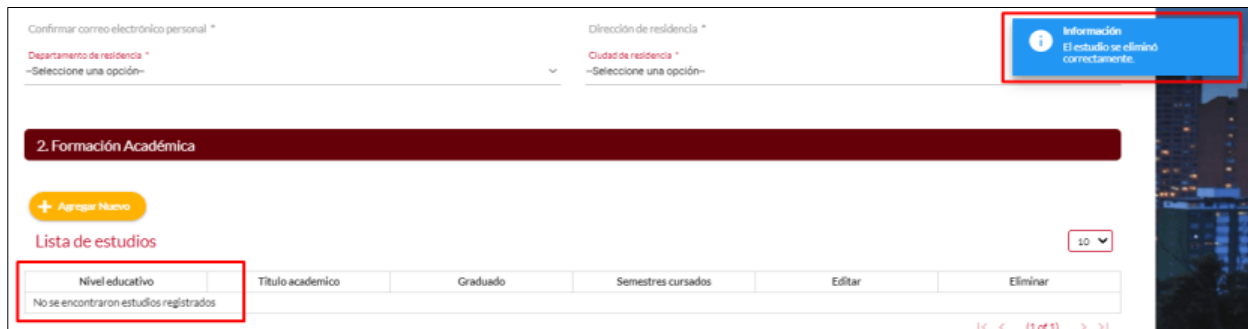 Confirmar correo electrónico personal *
Dirección de residencia *
Información
El estudio se eliminó
correctamente.
Departamento de residencia *
Ciudad de residencia *
--Seleccione una opción--
--Seleccione una opción--
2. Formación Académica
Agregar Nuevo
Lista de estudios
10
Nivel educativo Titulo academico Graduado Semestres cursados Editar Eliminar
No se encontraron estudios registrados
(1 of 1)